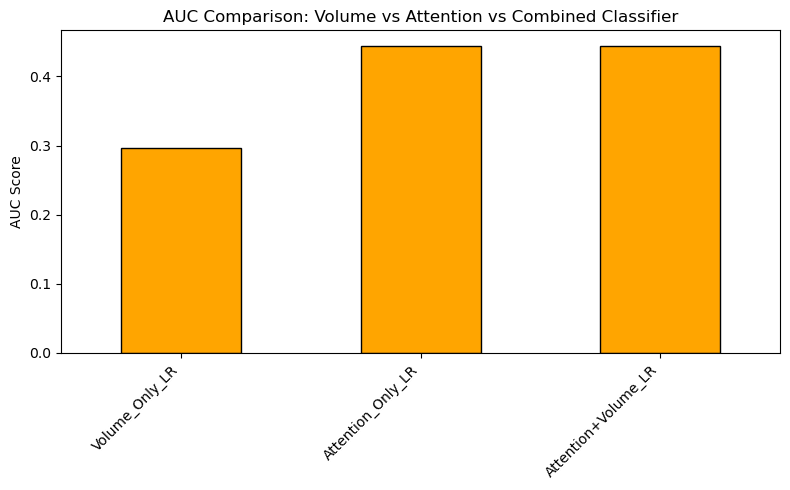 AUC Comparison: Volume vs Attention vs Combined Classifier
AUC Score
0.4
0.3
0.2
0.1
0.0
Volume_Only_LR
Attention_Only_LR
Attention+Volume_LR